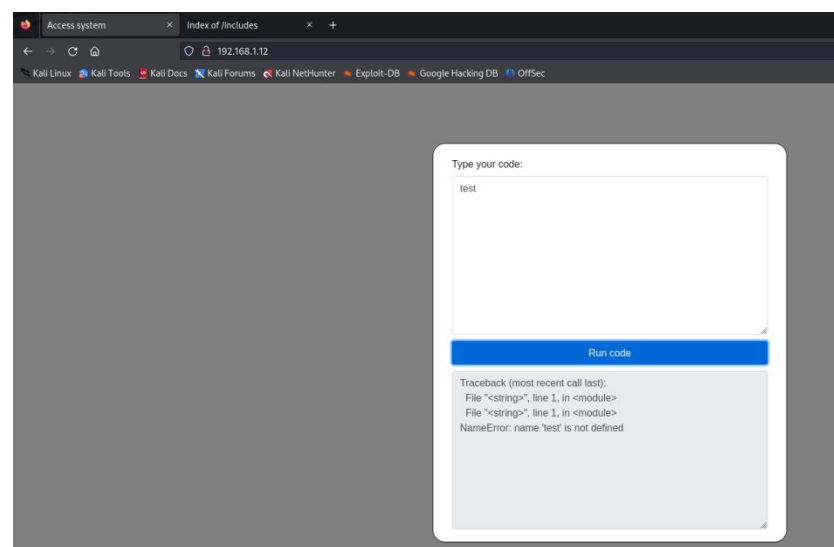 Access system × Index of /includes × +
192.168.1.12
Kali Linux Kali Tools Kali Docs Kali Forums Kali NetHunter Exploit-DB Google Hacking DB OffSec
Type your code:
test
Run code
Traceback (most recent call last):
File "<string>", line 1, in <module>
File "<string>", line 1, in <module>
NameError: name 'test' is not defined